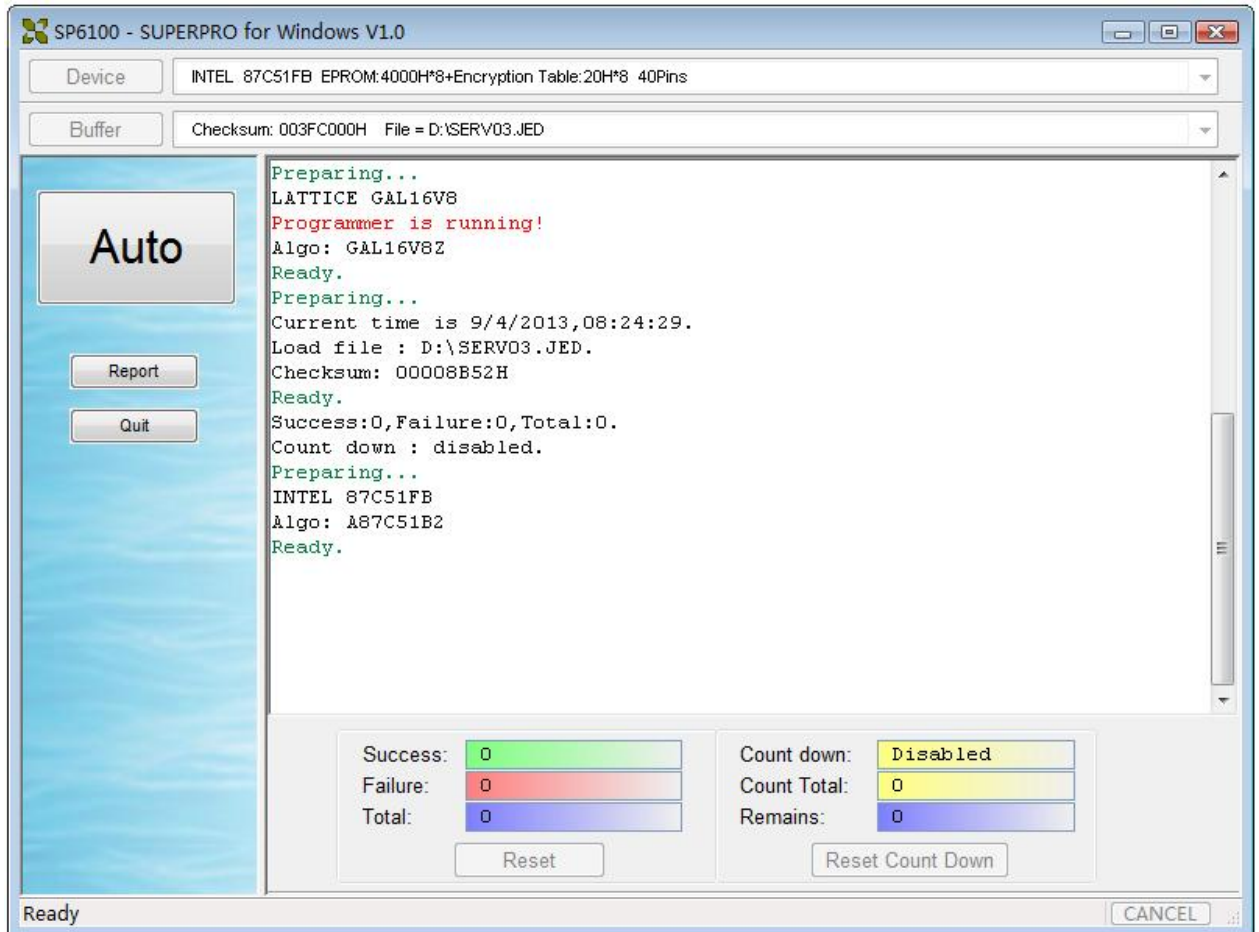 SP6100 - SUPERPRO for Windows V1.0
Device
INTEL 87C51FB EPROM:4000H*8+Encryption Table:20H*8 40Pins
Buffer
Checksum: 003FC000H File = D:\SERV03.JED
Auto
Report
Quit
Preparing...
LATTICE GAL16V8
Programmer is running!
Algo: GAL16V8Z
Ready.
Preparing...
Current time is 9/4/2013,08:24:29.
Load file : D:\SERV03.JED.
Checksum: 00008B52H
Ready.
Success:0,Failure:0,Total:0.
Count down : disabled.
Preparing...
INTEL 87C51FB
Algo: A87C51B2
Ready.
Success: 0
Failure: 0
Total: 0
Reset
Count down: Disabled
Count Total: 0
Remains: 0
Reset Count Down
Ready
CANCEL